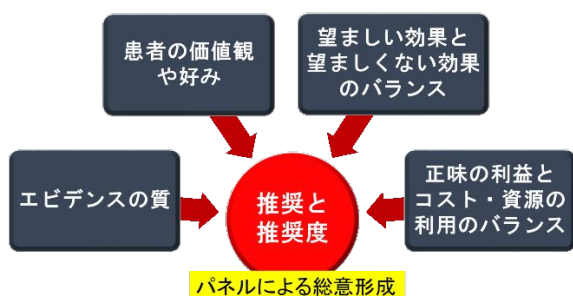 患者の価値観
や好み
望ましい効果と
望ましくない効果
のバランス
エビデンスの質
推奨と
推奨度
正味の利益と
コスト・資源の
利用のバランス
パネルによる総意形成